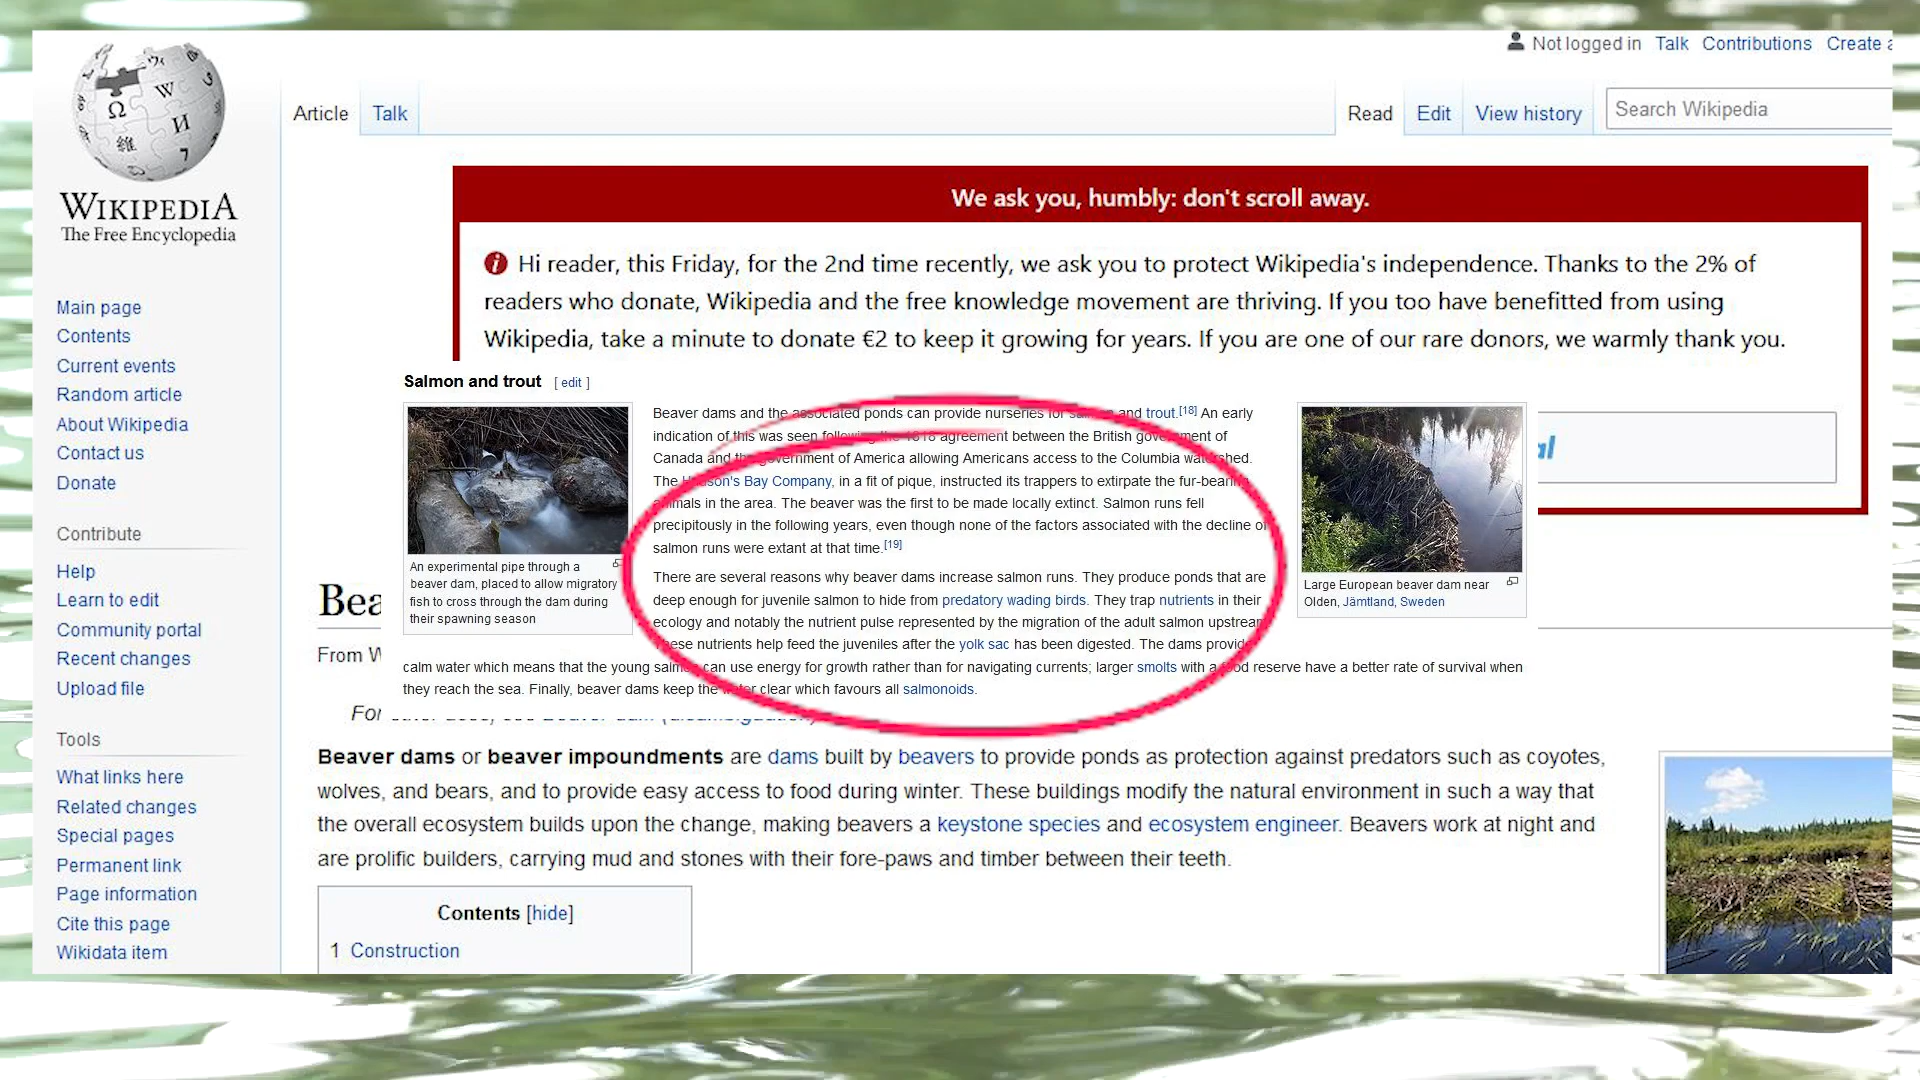 Not logged in Talk Contributions Create a
Article Talk
Read Edit View history Search Wikipedia
WIKIPEDIA
The Free Encyclopedia
Main page
Contents
Current events
Random article
About Wikipedia
Contact us
Donate
Contribute
Help
Learn to edit
Community portal
Recent changes
Upload file
Tools
What links here
Related changes
Special pages
Permanent link
Page information
Cite this page
Wikidata item
We ask you, humbly: don't scroll away.
Hi reader, this Friday, for the 2nd time recently, we ask you to protect Wikipedia's independence. Thanks to the 2% of
readers who donate, Wikipedia and the free knowledge movement are thriving. If you too have benefitted from using
Wikipedia, take a minute to donate €2 to keep it growing for years. If you are one of our rare donors, we warmly thank you.
al
Salmon and trout [ edit ]
An experimental pipe through a
beaver dam, placed to allow migratory
fish to cross through the dam during
their spawning season
Beaver dams and the associated ponds can provide nurseries for salmon and trout.[18] An early
indication of this was seen following the 1818 agreement between the British government of
Canada and the government of America allowing Americans access to the Columbia watershed.
The Hudson's Bay Company, in a fit of pique, instructed its trappers to extirpate the fur-bearing
animals in the area. The beaver was the first to be made locally extinct. Salmon runs fell
precipitously in the following years, even though none of the factors associated with the decline of
salmon runs were extant at that time.[19]
There are several reasons why beaver dams increase salmon runs. They produce ponds that are
deep enough for juvenile salmon to hide from predatory wading birds. They trap nutrients in their
ecology and notably the nutrient pulse represented by the migration of the adult salmon upstream.
These nutrients help feed the juveniles after the yolk sac has been digested. The dams provide
calm water which means that the young salmon can use energy for growth rather than for navigating currents; larger smolts with a food reserve have a better rate of survival when
they reach the sea. Finally, beaver dams keep the water clear which favours all salmonoids.
Large European beaver dam near
Olden, Jämtland, Sweden
Bea
From W
For
Beaver dams or beaver impoundments are dams built by beavers to provide ponds as protection against predators such as coyotes,
wolves, and bears, and to provide easy access to food during winter. These buildings modify the natural environment in such a way that
the overall ecosystem builds upon the change, making beavers a keystone species and ecosystem engineer. Beavers work at night and
are prolific builders, carrying mud and stones with their fore-paws and timber between their teeth.
Contents [hide]
1 Construction